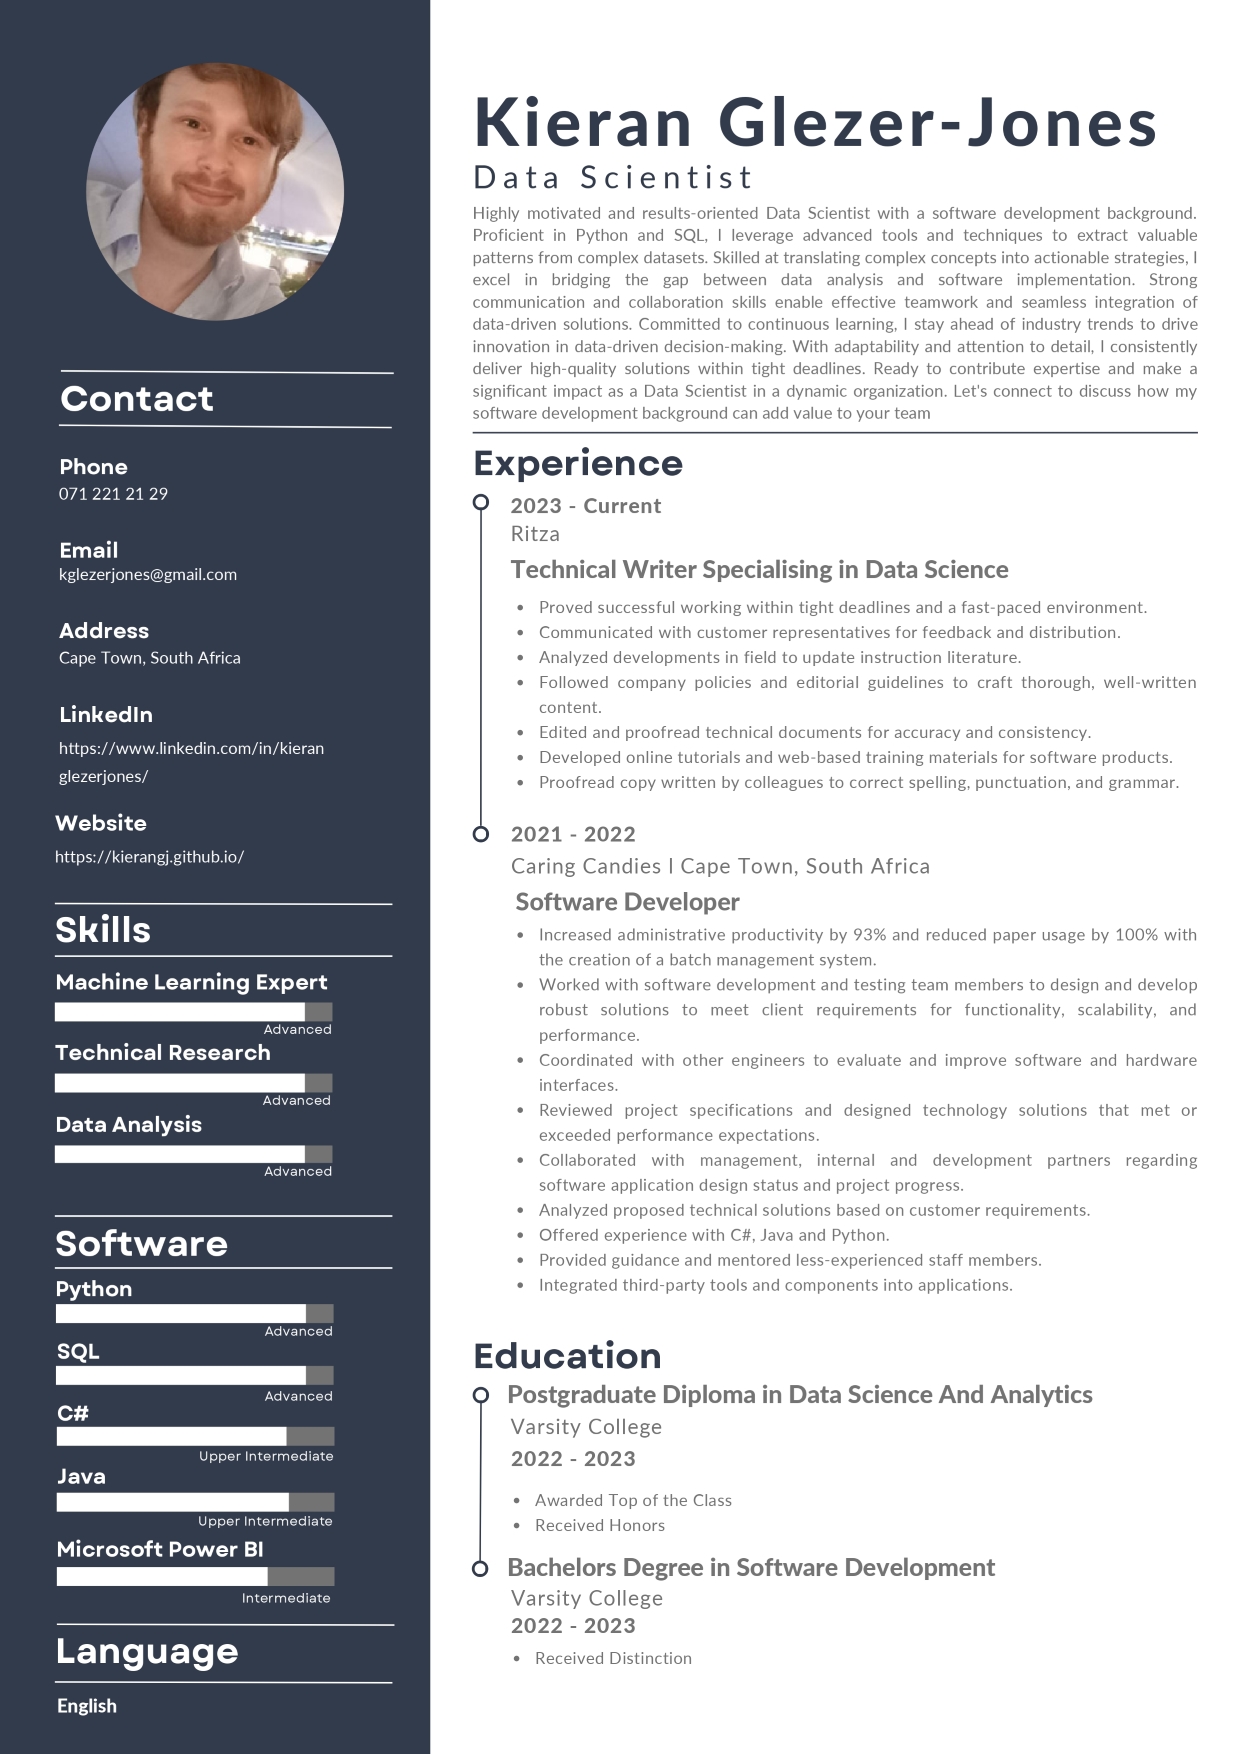 Contact
Phone
071 221 21 29
Email
kglezerjones@gmail.com
Address
Cape Town, South Africa
LinkedIn
https://www.linkedin.com/in/kieran
glezerjones/
Website
https://kierangj.github.io/
Skills
Machine Learning Expert
Advanced
Technical Research
Advanced
Data Analysis
Advanced
Software
Python
Advanced
SQL
Advanced
C#
Upper Intermediate
Java
Upper Intermediate
Microsoft Power BI
Intermediate
Language
English
Kieran Glezer-Jones
Data Scientist
Highly motivated and results-oriented Data Scientist with a software development background.
Proficient in Python and SQL, I leverage advanced tools and techniques to extract valuable
patterns from complex datasets. Skilled at translating complex concepts into actionable strategies, I
excel in bridging the gap between data analysis and software implementation. Strong
communication and collaboration skills enable effective teamwork and seamless integration of
data-driven solutions. Committed to continuous learning, I stay ahead of industry trends to drive
innovation in data-driven decision-making. With adaptability and attention to detail, I consistently
deliver high-quality solutions within tight deadlines. Ready to contribute expertise and make a
significant impact as a Data Scientist in a dynamic organization. Let's connect to discuss how my
software development background can add value to your team
Experience
2023 - Current
Ritza
Technical Writer Specialising in Data Science
• Proved successful working within tight deadlines and a fast-paced environment.
• Communicated with customer representatives for feedback and distribution.
• Analyzed developments in field to update instruction literature.
• Followed company policies and editorial guidelines to craft thorough, well-written
content.
• Edited and proofread technical documents for accuracy and consistency.
• Developed online tutorials and web-based training materials for software products.
• Proofread copy written by colleagues to correct spelling, punctuation, and grammar.
2021 - 2022
Caring Candies l Cape Town, South Africa
Software Developer
• Increased administrative productivity by 93% and reduced paper usage by 100% with
the creation of a batch management system.
• Worked with software development and testing team members to design and develop
robust solutions to meet client requirements for functionality, scalability, and
performance.
• Coordinated with other engineers to evaluate and improve software and hardware
interfaces.
• Reviewed project specifications and designed technology solutions that met or
exceeded performance expectations.
• Collaborated with management, internal and development partners regarding
software application design status and project progress.
• Analyzed proposed technical solutions based on customer requirements.
• Offered experience with C#, Java and Python.
• Provided guidance and mentored less-experienced staff members.
• Integrated third-party tools and components into applications.
Education
Postgraduate Diploma in Data Science And Analytics
Varsity College
2022 - 2023
• Awarded Top of the Class
• Received Honors
Bachelors Degree in Software Development
Varsity College
2022 - 2023
• Received Distinction